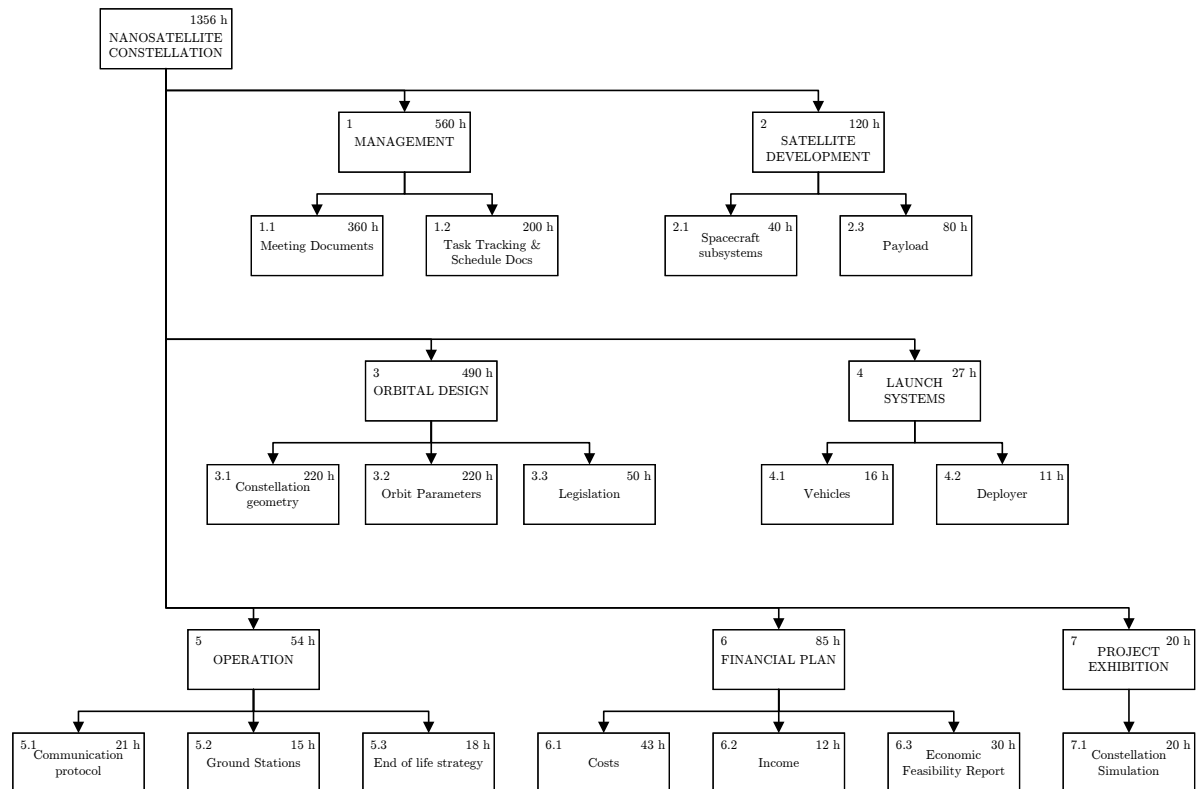 1356 h
NANOSATELLITE
CONSTELLATION
1 560 h
MANAGEMENT
2 120 h
SATELLITE
DEVELOPMENT
1.1 360 h
Meeting Documents
1.2 200 h
Task Tracking &
Schedule Docs
2.1 40 h
Spacecraft
subsystems
2.3 80 h
Payload
3 490 h
ORBITAL DESIGN
4 27 h
LAUNCH
SYSTEMS
3.1 220 h
Constellation
geometry
3.2 220 h
Orbit Parameters
3.3 50 h
Legislation
4.1 16 h
Vehicles
4.2 11 h
Deployer
5 54 h
OPERATION
6 85 h
FINANCIAL PLAN
7 20 h
PROJECT
EXHIBITION
5.1 21 h
Communication
protocol
5.2 15 h
Ground Stations
5.3 18 h
End of life strategy
6.1 43 h
Costs
6.2 12 h
Income
6.3 30 h
Economic
Feasibility Report
7.1 20 h
Constellation
Simulation